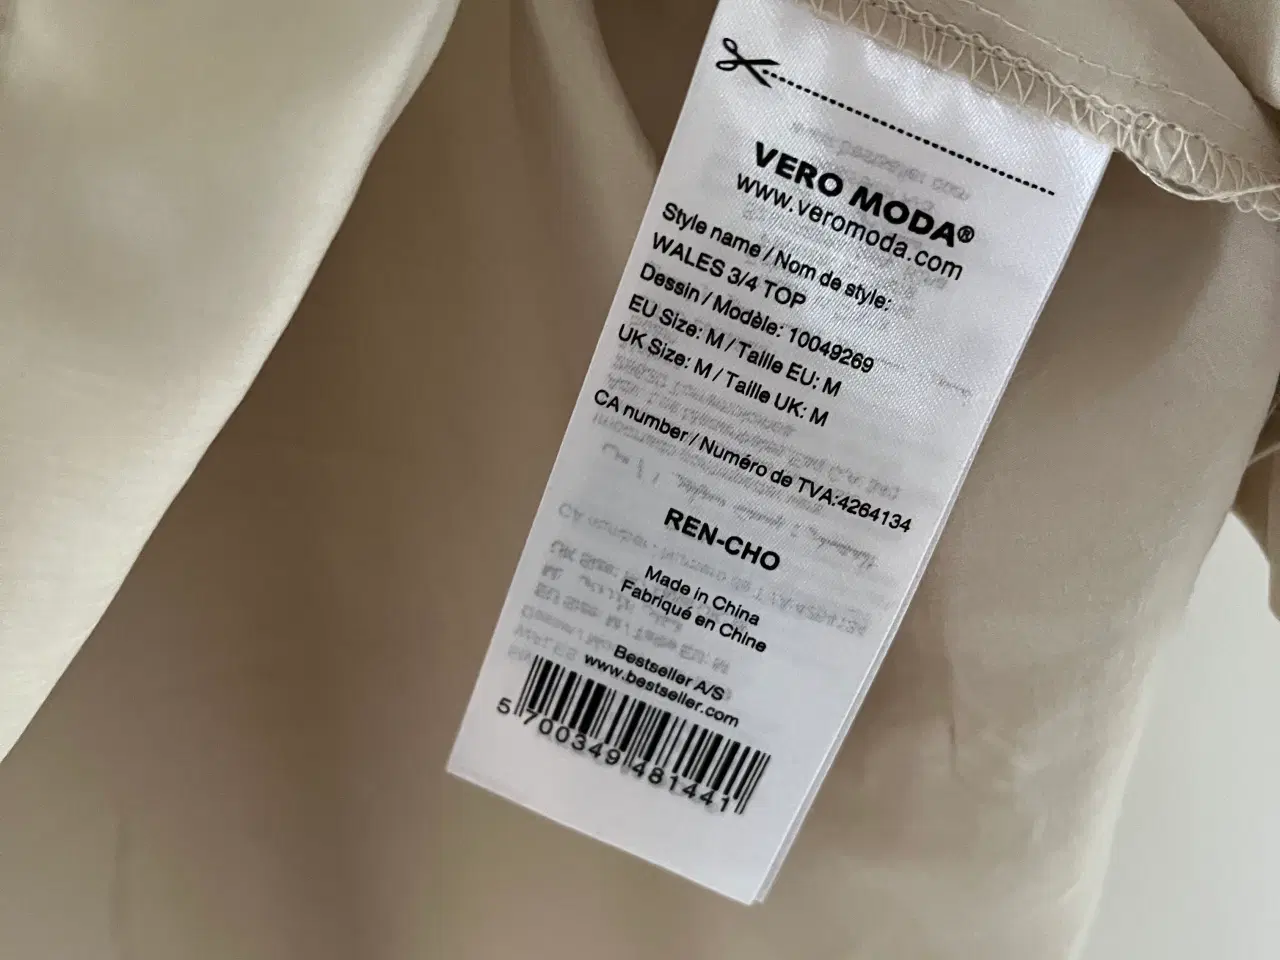 VERO MODA®
www.veromoda.com
Style name / Nom de style:
WALES 3/4 TOP
Dessin / Modèle: 10049269
EU Size: M / Taille EU: M
UK Size: M / Taille UK: M
CA number / Numéro de TVA:4264134
REN-CHO
Made in China
Fabriqué en Chine
Bestseller A/S
www.bestseller.com
5 700349 481441